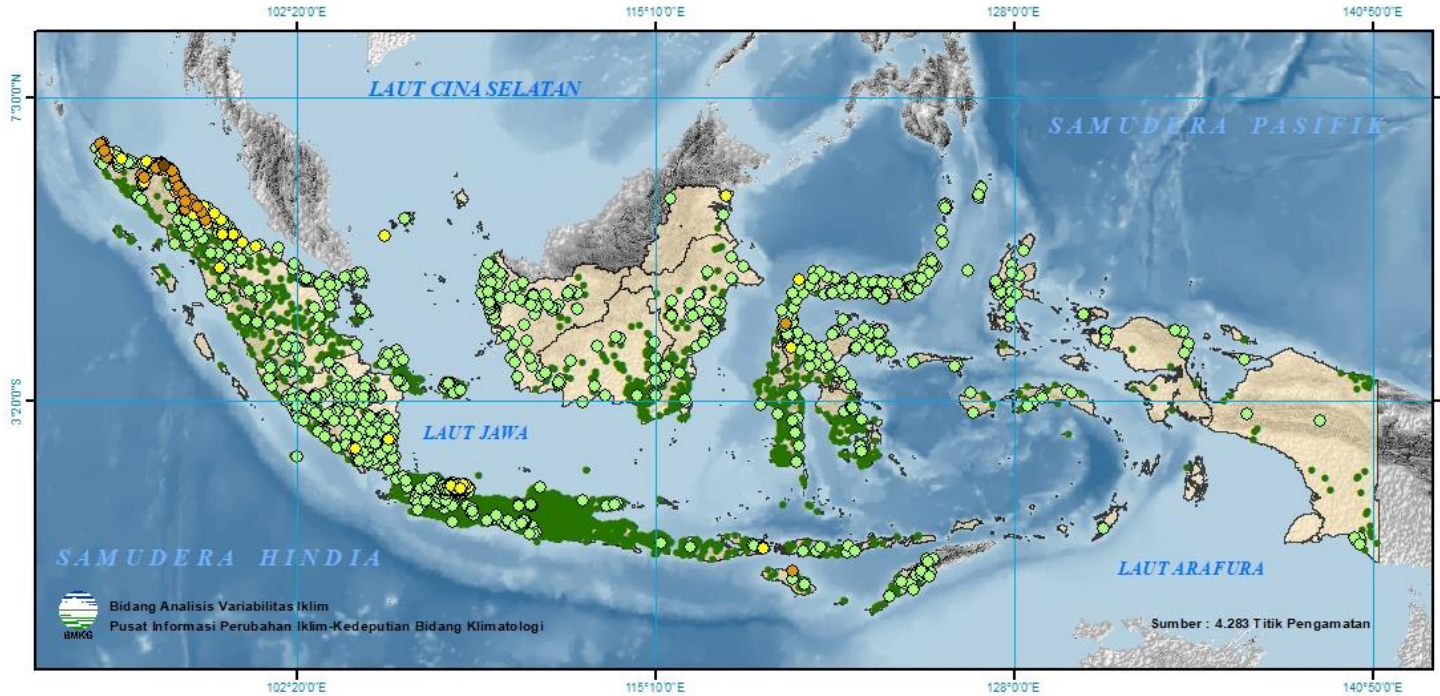 102°20'0"E 115°10'0"E 128°0'0"E 140°50'0"E
7°30'0"N
LAUT CINA SELATAN
SAMUDERA PASIFIK
3°20'0"S
LAUT JAWA
SAMUDERA HINDIA
LAUT ARAFURA
BMKG
Bidang Analisis Variabilitas Iklim
Pusat Informasi Perubahan Iklim-Kedeputian Bidang Klimatologi
Sumber : 4.283 Titik Pengamatan
102°20'0"E 115°10'0"E 128°0'0"E 140°50'0"E